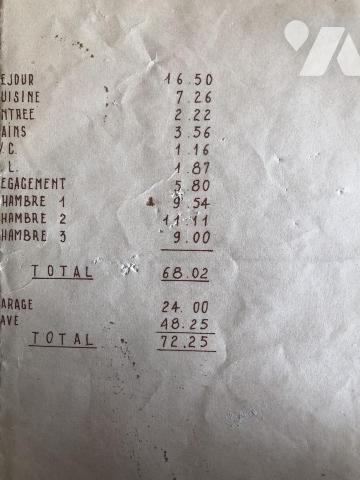 EJOUR 16.50
UISINE 7.26
NTREE 2.22
AINS 3.56
.C. 1.16
.L. 1.87
EGAGEMENT 5.80
HAMBRE 1 9.54
HAMBRE 2 11.11
HAMBRE 3 9.00
TOTAL 68.02
ARAGE 24.00
AVE 48.25
TOTAL 72.25